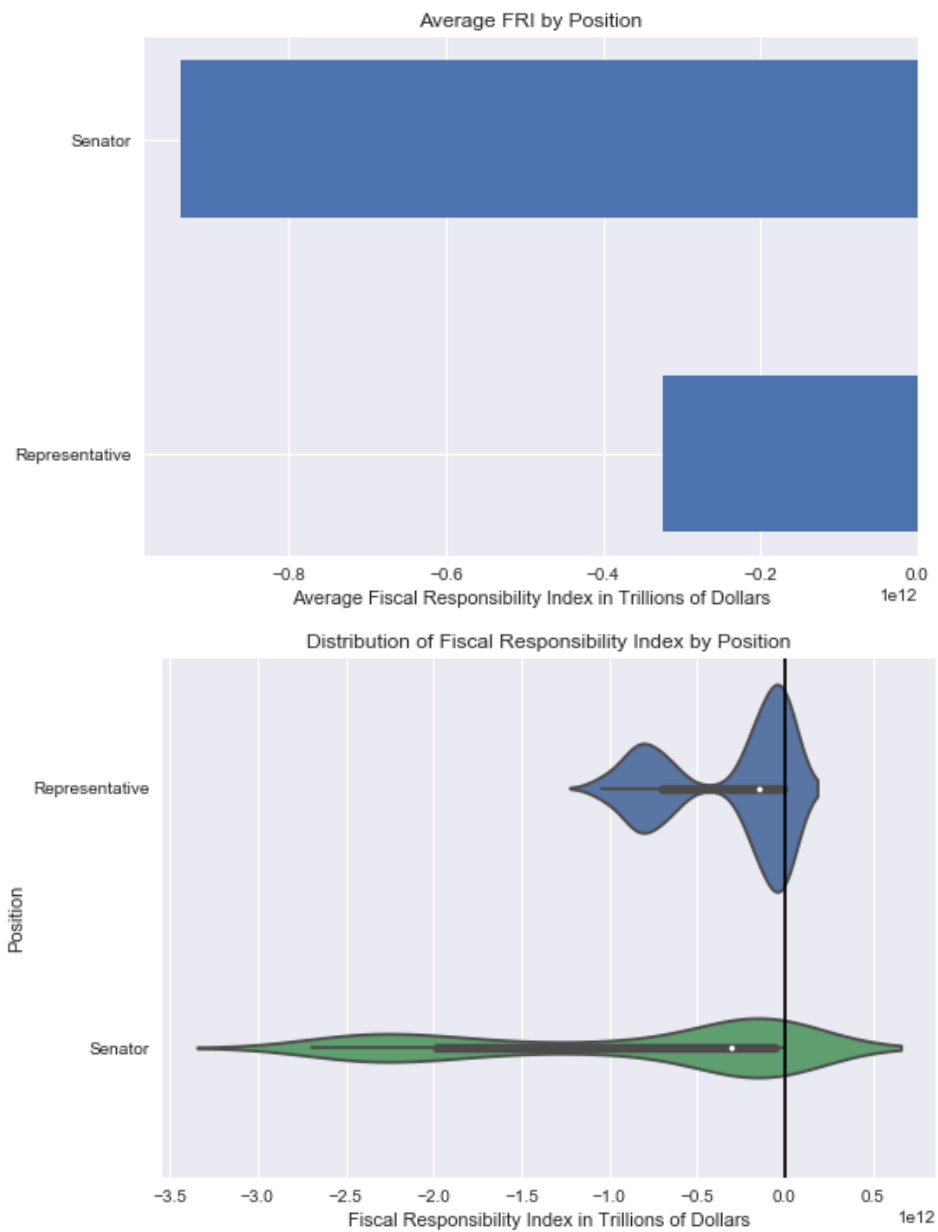 Average FRI by Position
Senator
Representative
−0.8 −0.6 −0.4 −0.2 0.0
Average Fiscal Responsibility Index in Trillions of Dollars
1e12
Distribution of Fiscal Responsibility Index by Position
Representative
Position
Senator
−3.5 −3.0 −2.5 −2.0 −1.5 −1.0 −0.5 0.0 0.5
Fiscal Responsibility Index in Trillions of Dollars
1e12